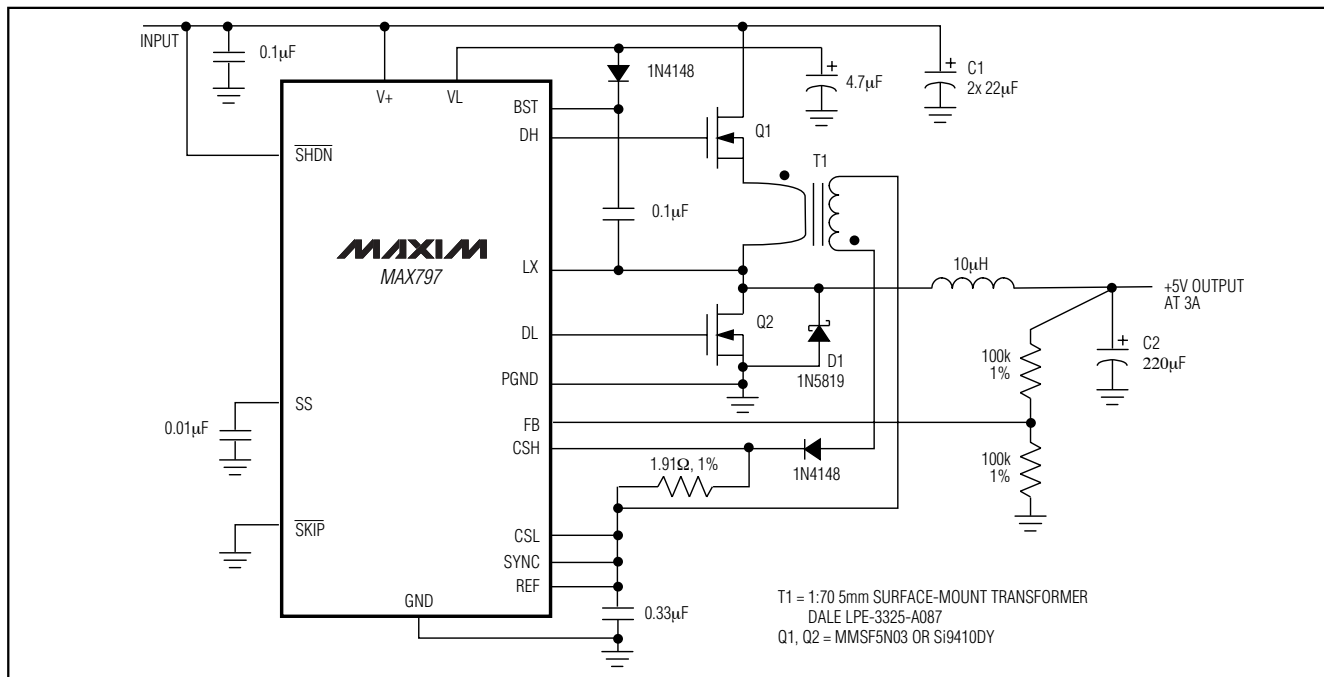 INPUT
0.1µF
1N4148
+
4.7µF
+
C1
2x 22µF
V+
VL
BST
DH
Q1
SHDN
T1
0.1µF
MAXIM
MAX797
LX
10µH
+5V OUTPUT
AT 3A
Q2
DL
D1
1N5819
100k
1%
+
C2
220µF
PGND
SS
0.01µF
FB
CSH
1N4148
1.91Ω, 1%
100k
1%
SKIP
CSL
SYNC
REF
GND
0.33µF
T1 = 1:70 5mm SURFACE-MOUNT TRANSFORMER
DALE LPE-3325-A087
Q1, Q2 = MMSF5N03 OR Si9410DY